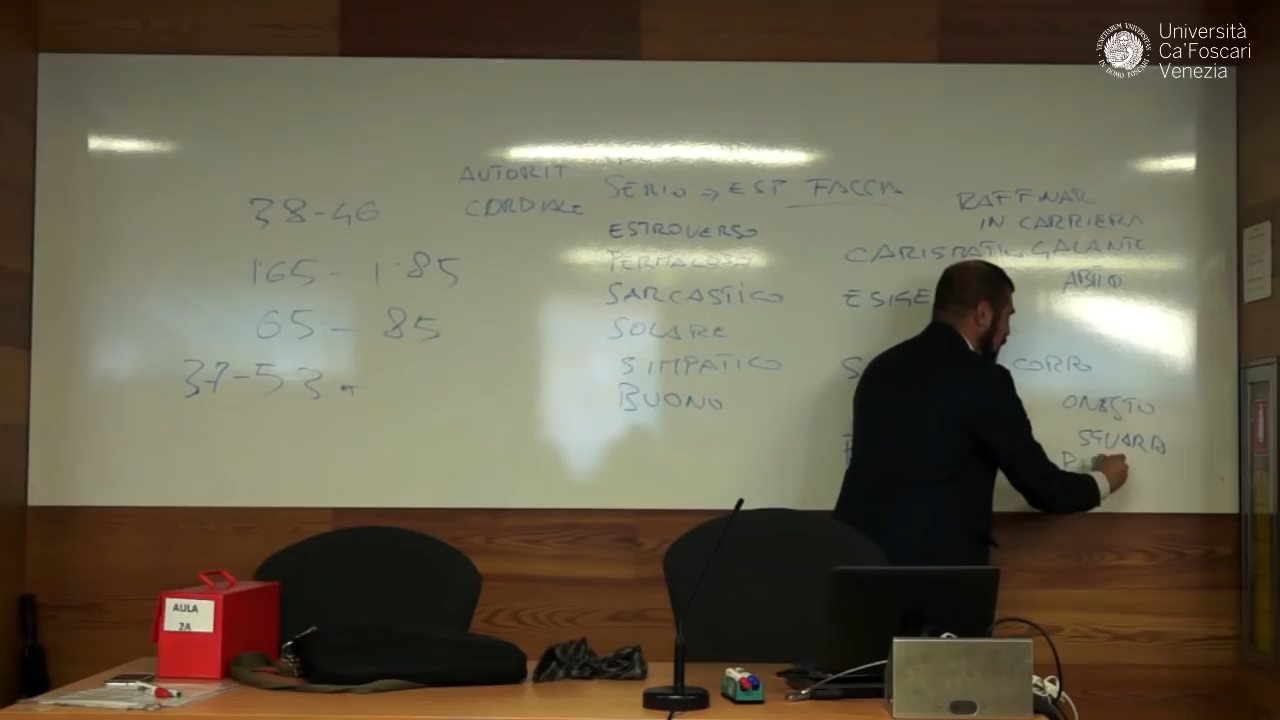 Università
Ca'Foscari
Venezia
38-46
1.65 - 1.85
65 - 85
37-53
AUTORIT
CORDIALE
SERIO → EST FACCIA
ESTROVERSO
PERMALOSO
SARCASTICO
SOLARE
SIMPATICO
BUONO
RAFFINAT
IN CARRIERA
CARISMATIC GALANTE
ABITO
ESIGE
CORPO
ONESTO
SGUARD
AULA
2A